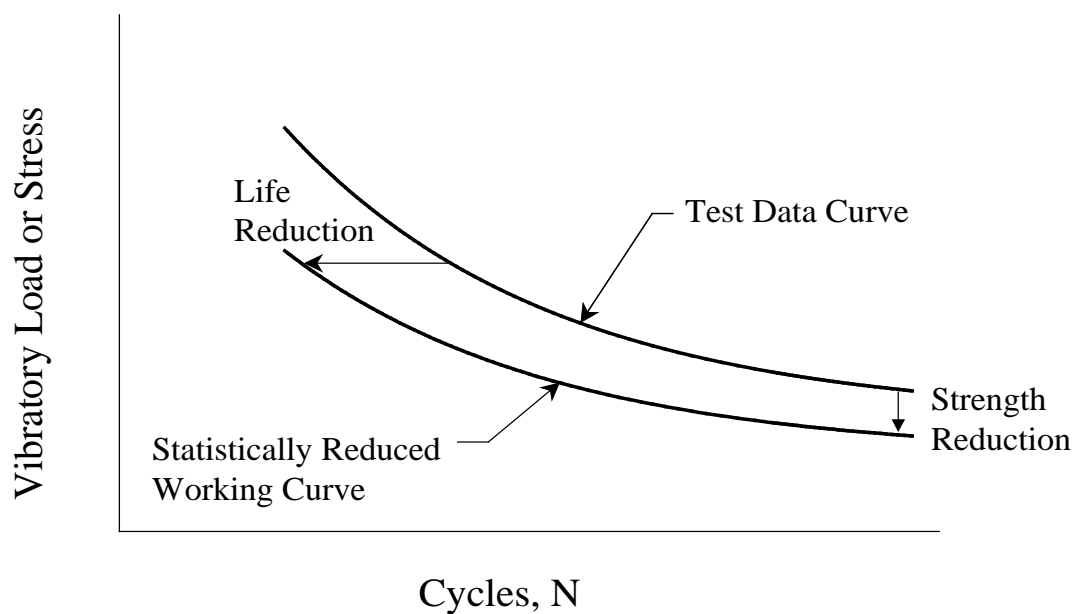 Vibratory Load or Stress
Life
Reduction
Test Data Curve
Strength
Reduction
Statistically Reduced
Working Curve
Cycles, N